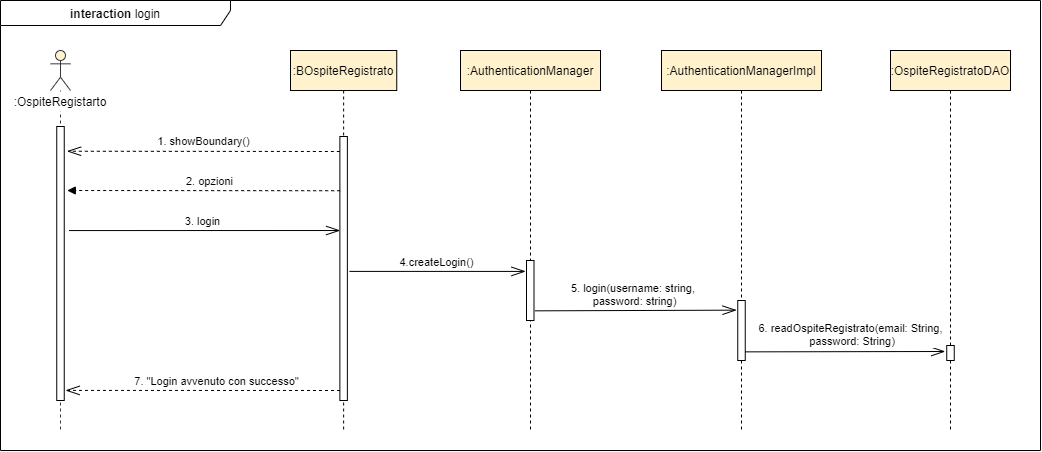 interaction login
:OspiteRegistarto
:BOspiteRegistrato
:AuthenticationManager
:AuthenticationManagerImpl
:OspiteRegistratoDAO
1. showBoundary()
2. opzioni
3. login
4.createLogin()
5. login(username: string,
password: string)
6. readOspiteRegistrato(email: String,
password: String)
7. "Login avvenuto con successo"